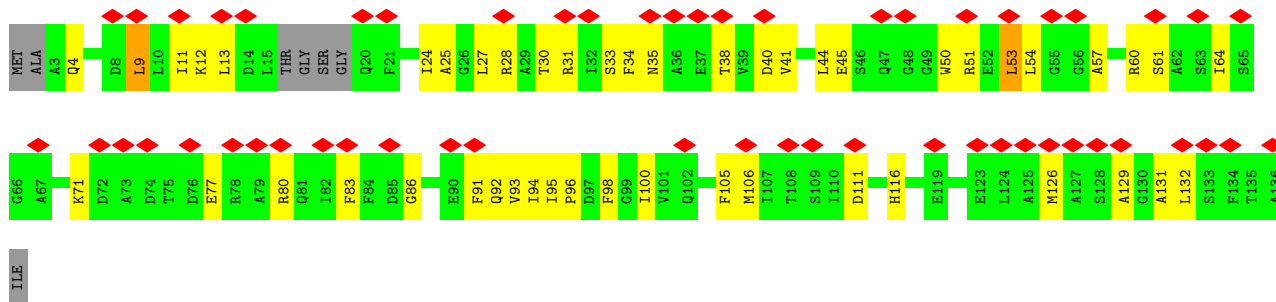 MET ALA A3 Q4 D8 L9 L10 I11 K12 L13 D14 L15 THR GLY SER GLY Q20 F21 I24 A25 G26 L27 R28 A29 T30 R31 I32 S33 F34 N35 A36 E37 T38 V39 D40 V41 L44 E45 S46 Q47 G48 G49 W50 R51 E52 L53 L54 G55 G56 A57 R60 S61 A62 S63 I64 S65
G66 A67 K71 D72 A73 D74 T75 D76 E77 R78 A79 R80 Q81 I82 F83 F84 D85 G86 E90 F91 Q92 V93 I94 I95 P96 D97 F98 G99 I100 V101 Q102 F105 M106 I107 T108 S109 I110 D111 H116 E119 E123 L124 A125 M126 A127 S128 A129 G130 A131 L132 S133 F134 T135 A136
ILE